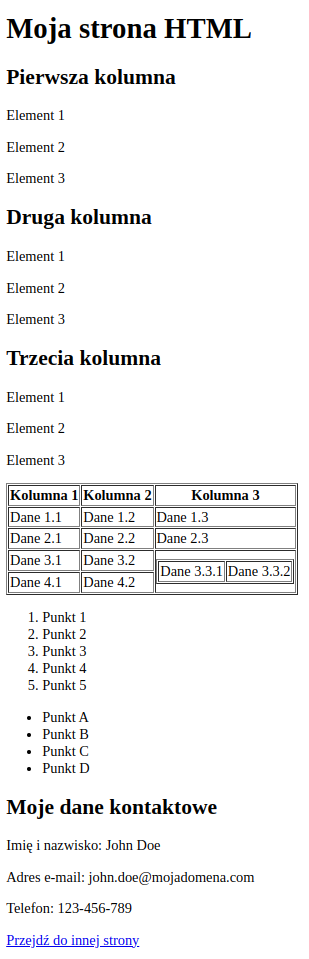 Moja strona HTML
Pierwsza kolumna
Element 1
Element 2
Element 3
Druga kolumna
Element 1
Element 2
Element 3
Trzecia kolumna
Element 1
Element 2
Element 3
Kolumna 1 Kolumna 2 Kolumna 3
Dane 1.1 Dane 1.2 Dane 1.3
Dane 2.1 Dane 2.2 Dane 2.3
Dane 3.1 Dane 3.2
Dane 3.3.1 Dane 3.3.2
Dane 4.1 Dane 4.2
1. Punkt 1
2. Punkt 2
3. Punkt 3
4. Punkt 4
5. Punkt 5
• Punkt A
• Punkt B
• Punkt C
• Punkt D
Moje dane kontaktowe
Imię i nazwisko: John Doe
Adres e-mail: john.doe@mojadomena.com
Telefon: 123-456-789
Przejdź do innej strony